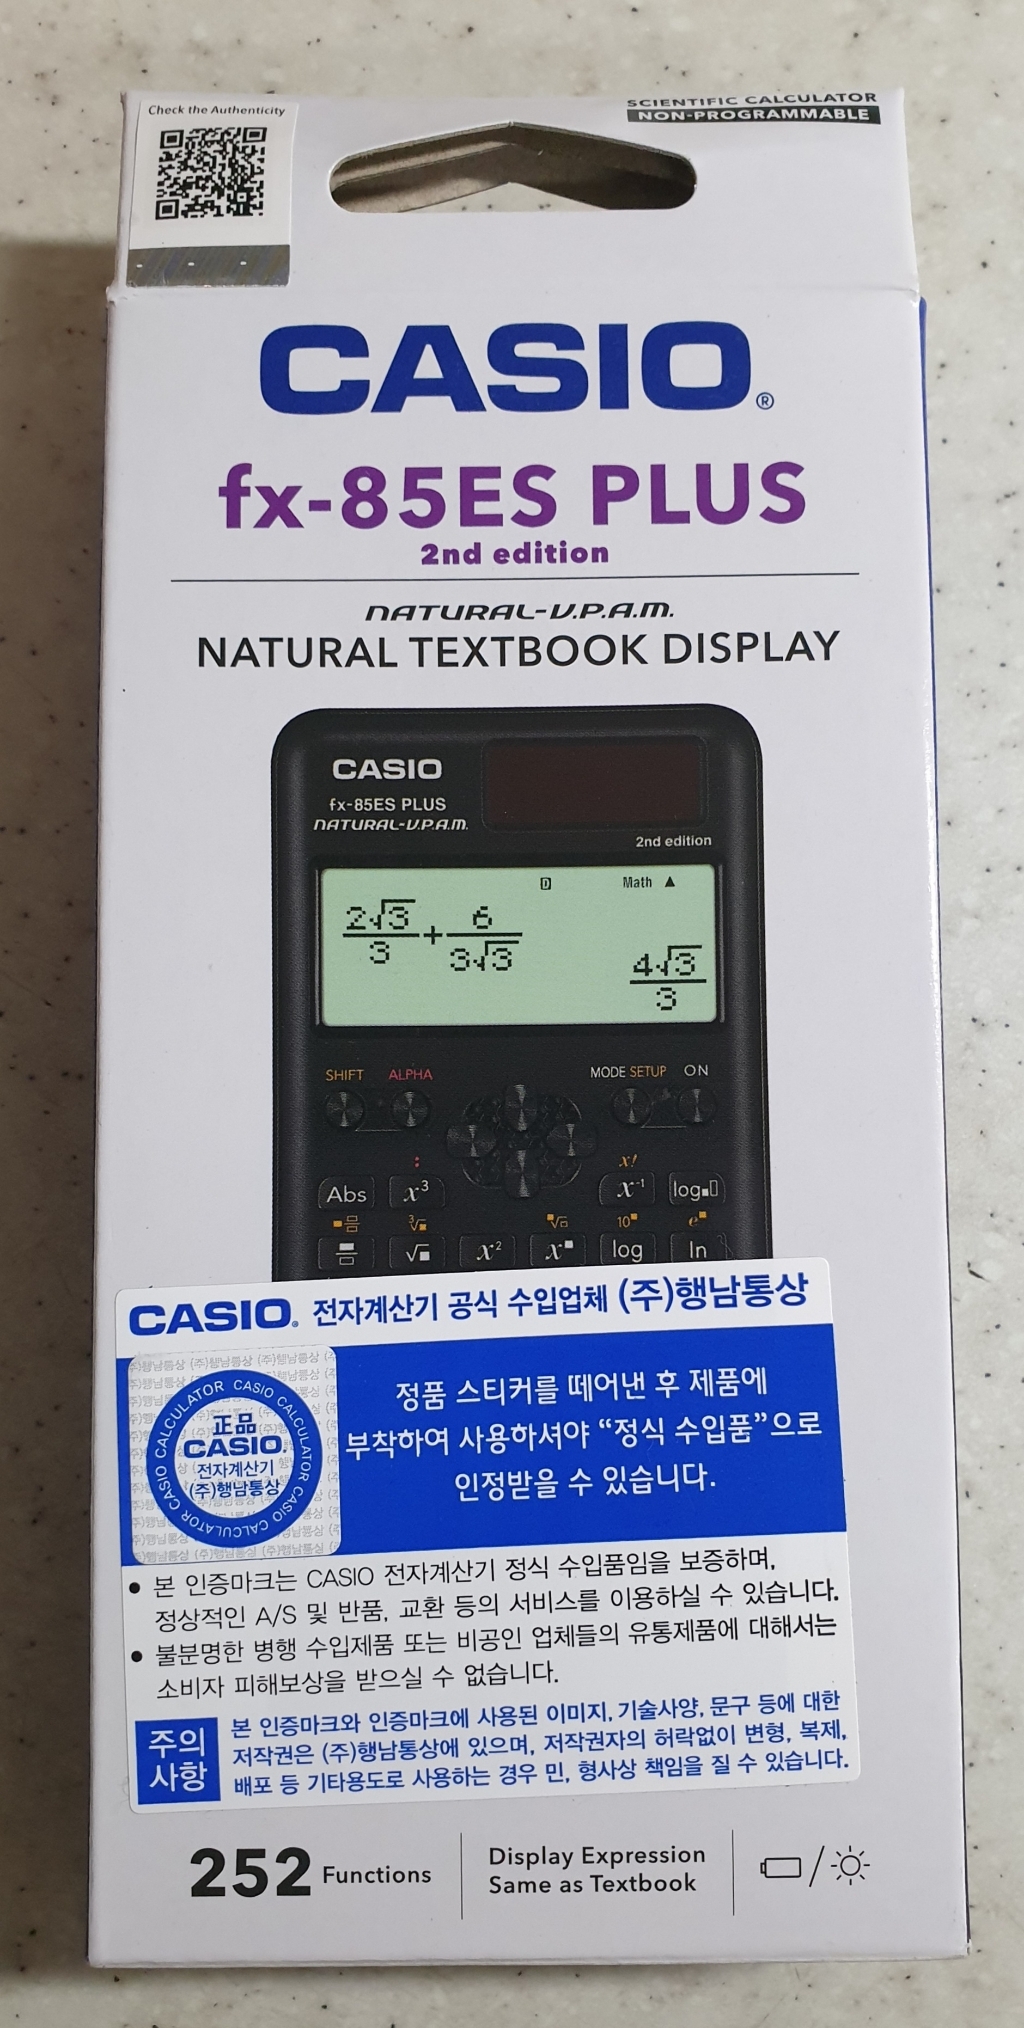 Check the Authenticity
SCIENTIFIC CALCULATOR
NON-PROGRAMMABLE
CASIO®
fx-85ES PLUS
2nd edition
NATURAL-V.P.A.M.
NATURAL TEXTBOOK DISPLAY
CASIO
fx-85ES PLUS
NATURAL-V.P.A.M.
2nd edition
D Math ▲
2√3/3 + 6/3√3
4√3/3
SHIFT ALPHA MODE SETUP ON
: x!
Abs x³ x⁻¹ log■□
■■/□ ³√■ ■√□ 10■ e■
■/□ √■ x² x■ log ln
CASIO® 전자계산기 공식 수입업체 (주)행남통상
CASIO CALCULATOR CASIO CALCULATOR CASIO CALCULATOR
正品
CASIO®
전자계산기
(주)행남통상
정품 스티커를 떼어낸 후 제품에
부착하여 사용하셔야 “정식 수입품”으로
인정받을 수 있습니다.
• 본 인증마크는 CASIO 전자계산기 정식 수입품임을 보증하며,
정상적인 A/S 및 반품, 교환 등의 서비스를 이용하실 수 있습니다.
• 불분명한 병행 수입제품 또는 비공인 업체들의 유통제품에 대해서는
소비자 피해보상을 받으실 수 없습니다.
주의
사항
본 인증마크와 인증마크에 사용된 이미지, 기술사양, 문구 등에 대한
저작권은 (주)행남통상에 있으며, 저작권자의 허락없이 변형, 복제,
배포 등 기타용도로 사용하는 경우 민, 형사상 책임을 질 수 있습니다.
252 Functions
Display Expression
Same as Textbook